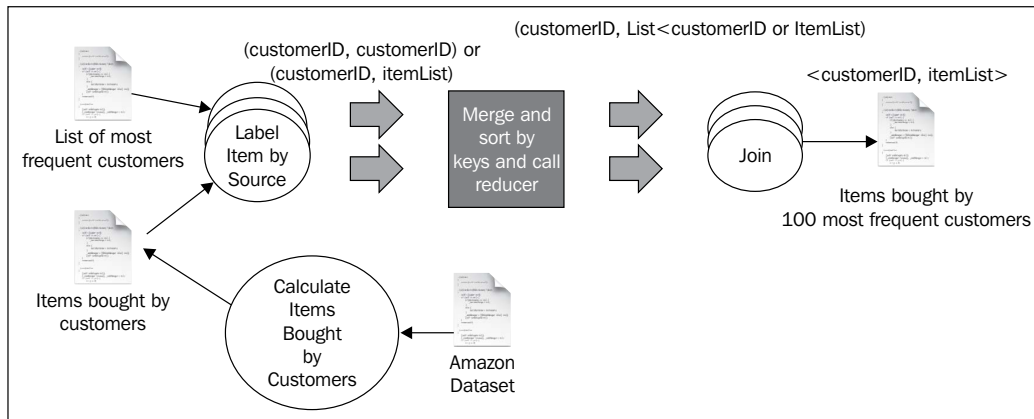 (customerID, List<customerID or ItemList)
(customerID, customerID) or
(customerID, itemList)
<customerID, itemList>
List of most
frequent customers
Label
Item by
Source
Merge and
sort by
keys and call
reducer
Join
Items bought by
100 most frequent customers
Items bought by
customers
Calculate
Items
Bought
by
Customers
Amazon
Dataset